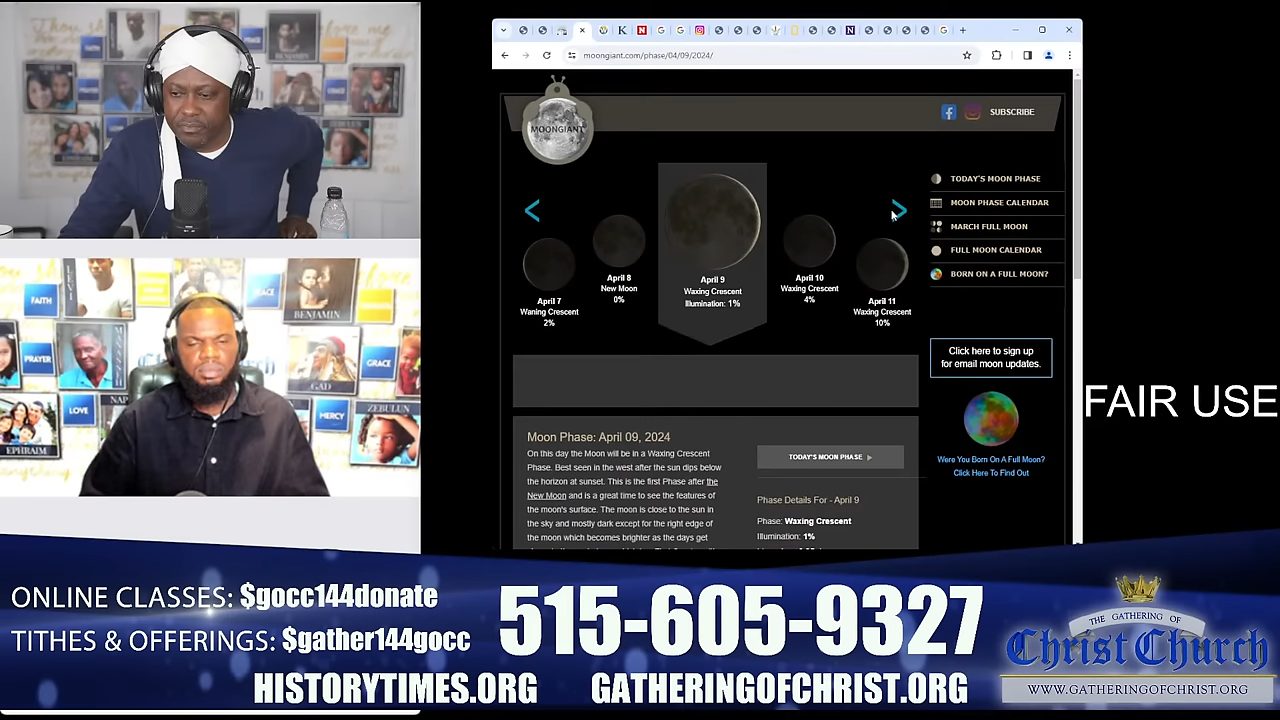 BENJAMIN
FAITH
PRAYER
LOVE
GRACE
GAD
MERCY
ZEBULUN
EPHRAIM
NAP
moongiant.com/phase/04/09/2024/
MOONGIANT
SUBSCRIBE
TODAY'S MOON PHASE
MOON PHASE CALENDAR
MARCH FULL MOON
FULL MOON CALENDAR
BORN ON A FULL MOON?
<
>
April 7
Waning Crescent
2%
April 8
New Moon
0%
April 9
Waxing Crescent
Illumination: 1%
April 10
Waxing Crescent
4%
April 11
Waxing Crescent
10%
Click here to sign up
for email moon updates.
Were You Born On A Full Moon?
Click Here To Find Out
Moon Phase: April 09, 2024
On this day the Moon will be in a Waxing Crescent
Phase. Best seen in the west after the sun dips below
the horizon at sunset. This is the first Phase after the
New Moon and is a great time to see the features of
the moon's surface. The moon is close to the sun in
the sky and mostly dark except for the right edge of
the moon which becomes brighter as the days get
TODAY'S MOON PHASE
Phase Details For - April 9
Phase: Waxing Crescent
Illumination: 1%
FAIR USE
ONLINE CLASSES: $gocc144donate
TITHES & OFFERINGS: $gather144gocc
515-605-9327
HISTORYTIMES.ORG GATHERINGOFCHRIST.ORG
THE GATHERING OF
Christ Church
WWW.GATHERINGOFCHRIST.ORG